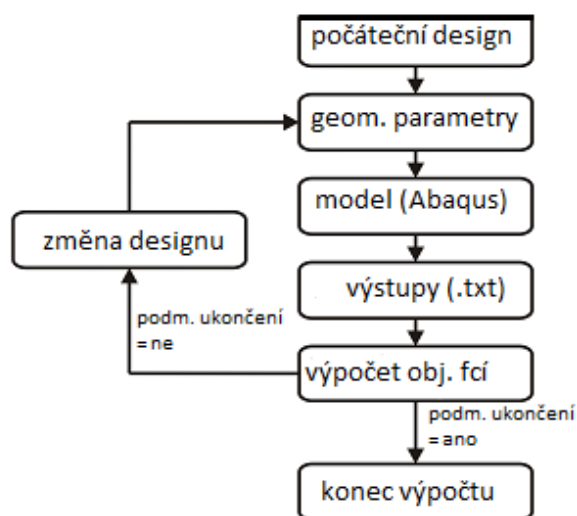 počáteční design
geom. parametry
model (Abaqus)
změna designu
výstupy (.txt)
podm. ukončení
= ne
výpočet obj. fcí
podm. ukončení
= ano
konec výpočtu